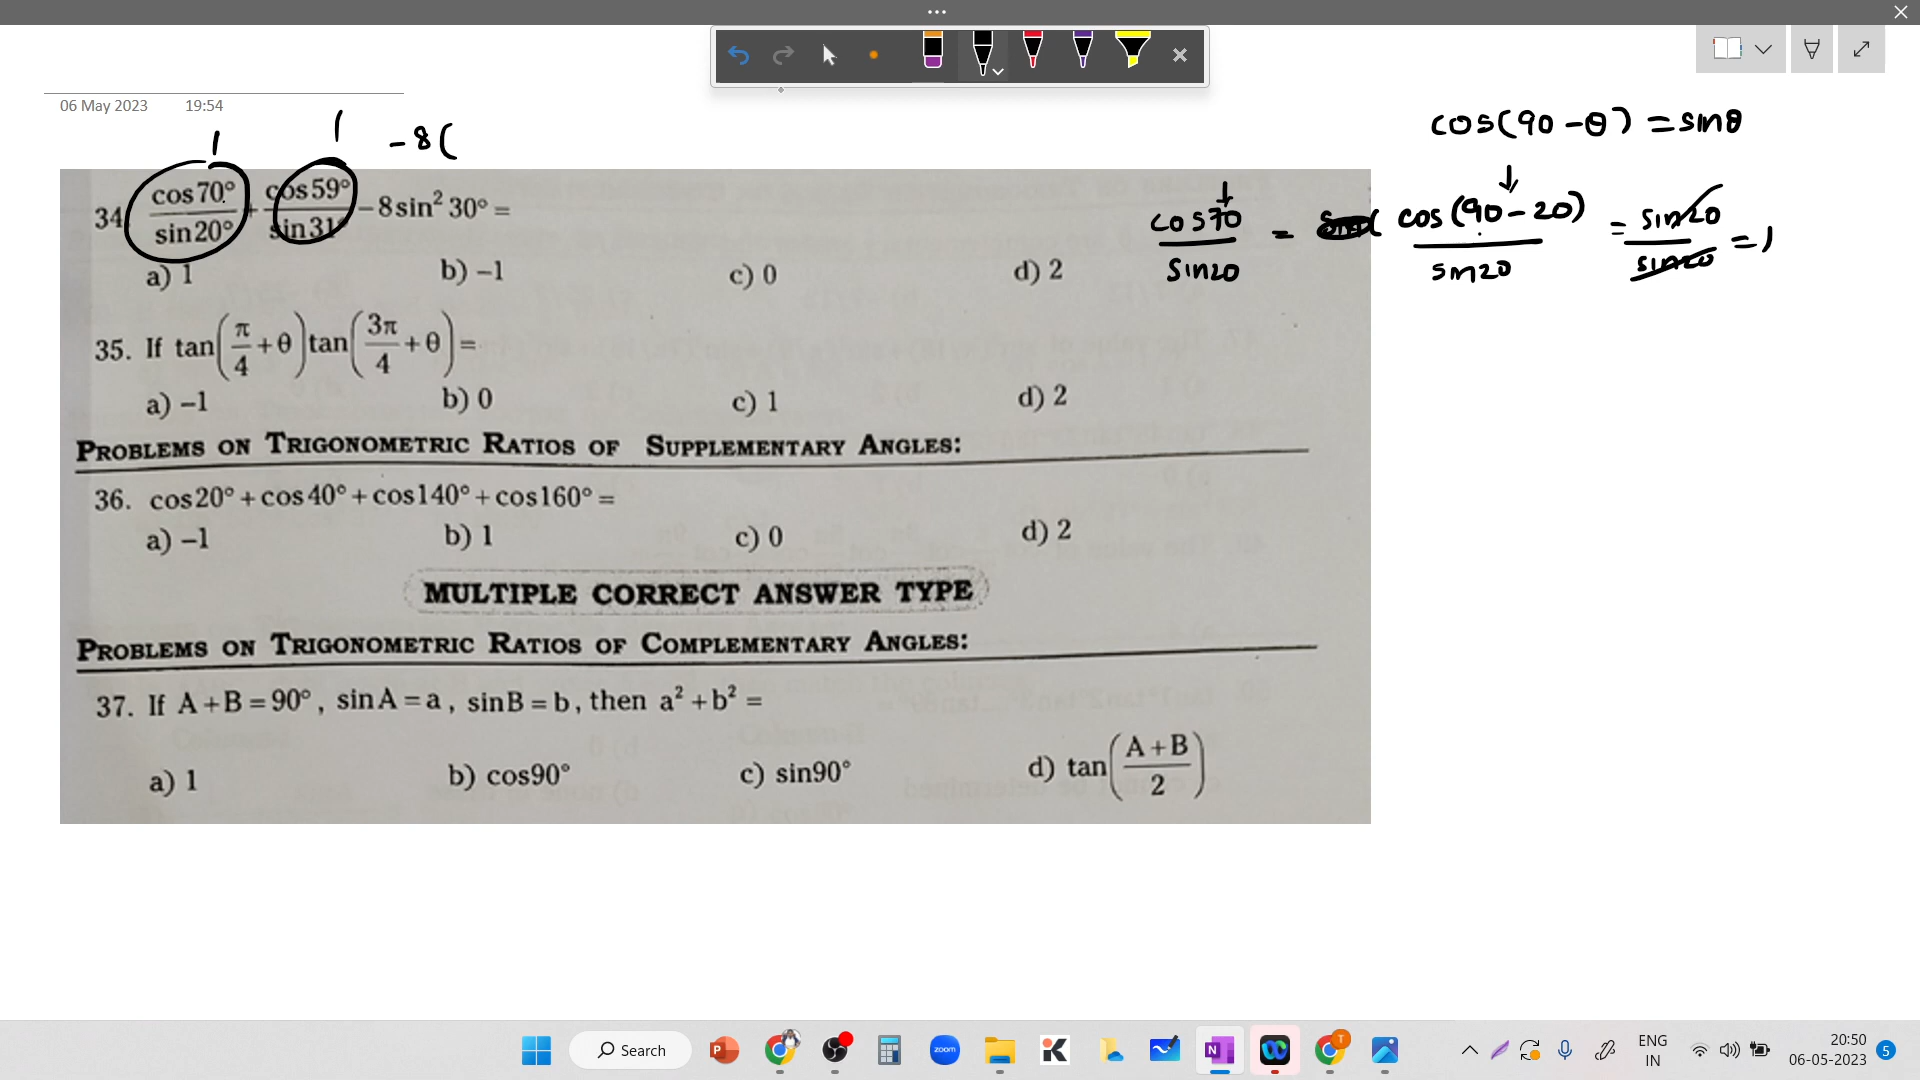 06 May 2023 19:54
1 1 -8(
cos(90-θ) = sinθ
34. cos70°/sin20° + cos59°/sin31° - 8sin² 30° =
a) 1 b) -1 c) 0 d) 2
cos70/sin20 = cos(90-20)/sin20 = sin20/sin20 = 1
35. If tan(π/4 + θ) tan(3π/4 + θ) =
a) -1 b) 0 c) 1 d) 2
PROBLEMS ON TRIGONOMETRIC RATIOS OF SUPPLEMENTARY ANGLES:
36. cos20° + cos40° + cos140° + cos160° =
a) -1 b) 1 c) 0 d) 2
MULTIPLE CORRECT ANSWER TYPE
PROBLEMS ON TRIGONOMETRIC RATIOS OF COMPLEMENTARY ANGLES:
37. If A+B = 90°, sinA = a, sinB = b, then a² + b² =
a) 1 b) cos90° c) sin90° d) tan(A+B/2)
Search
zoom
ENG
IN
20:50
06-05-2023
5